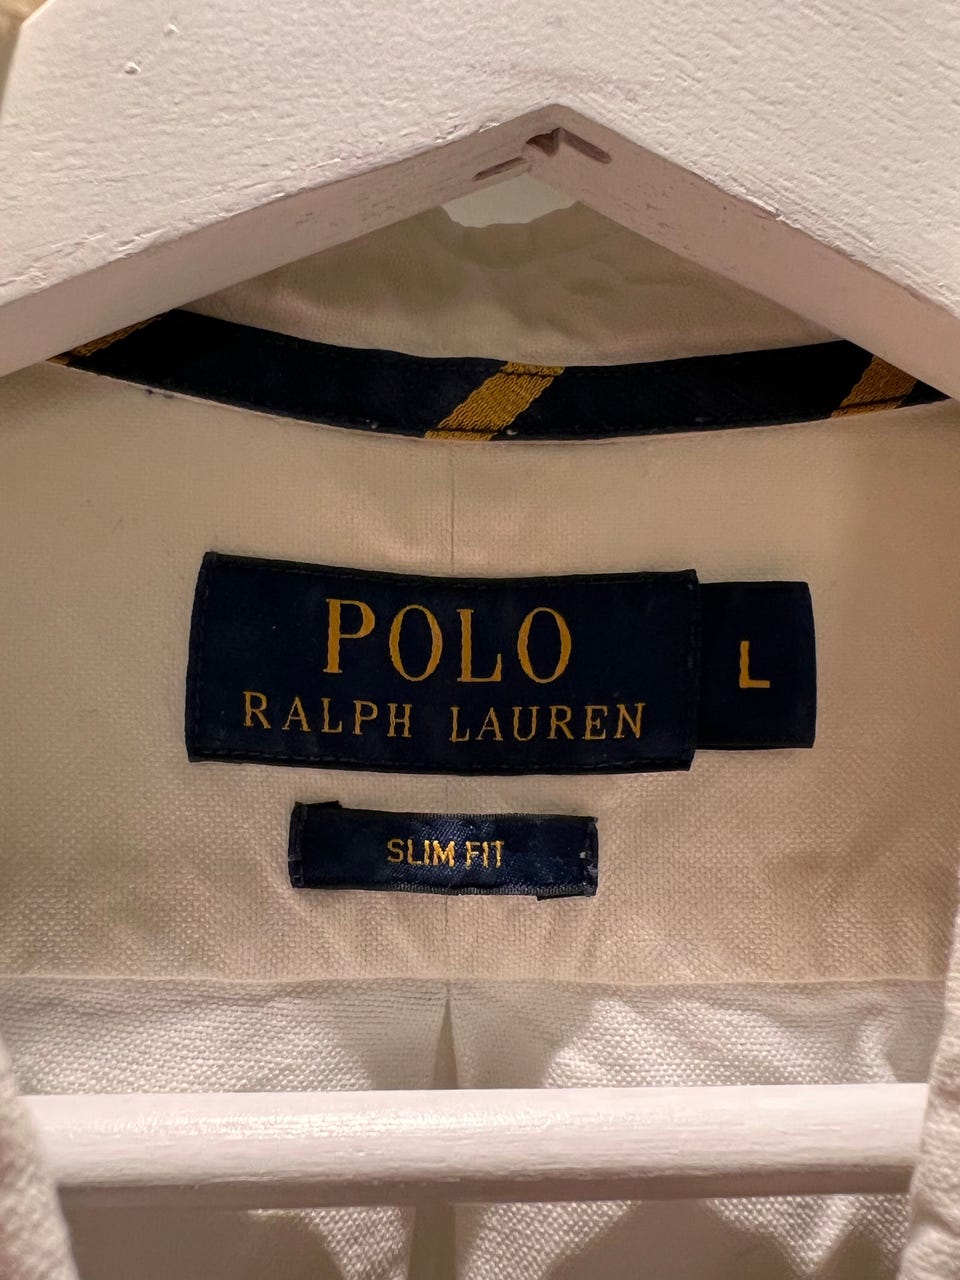 POLO
RALPH LAUREN
L
SLIM FIT